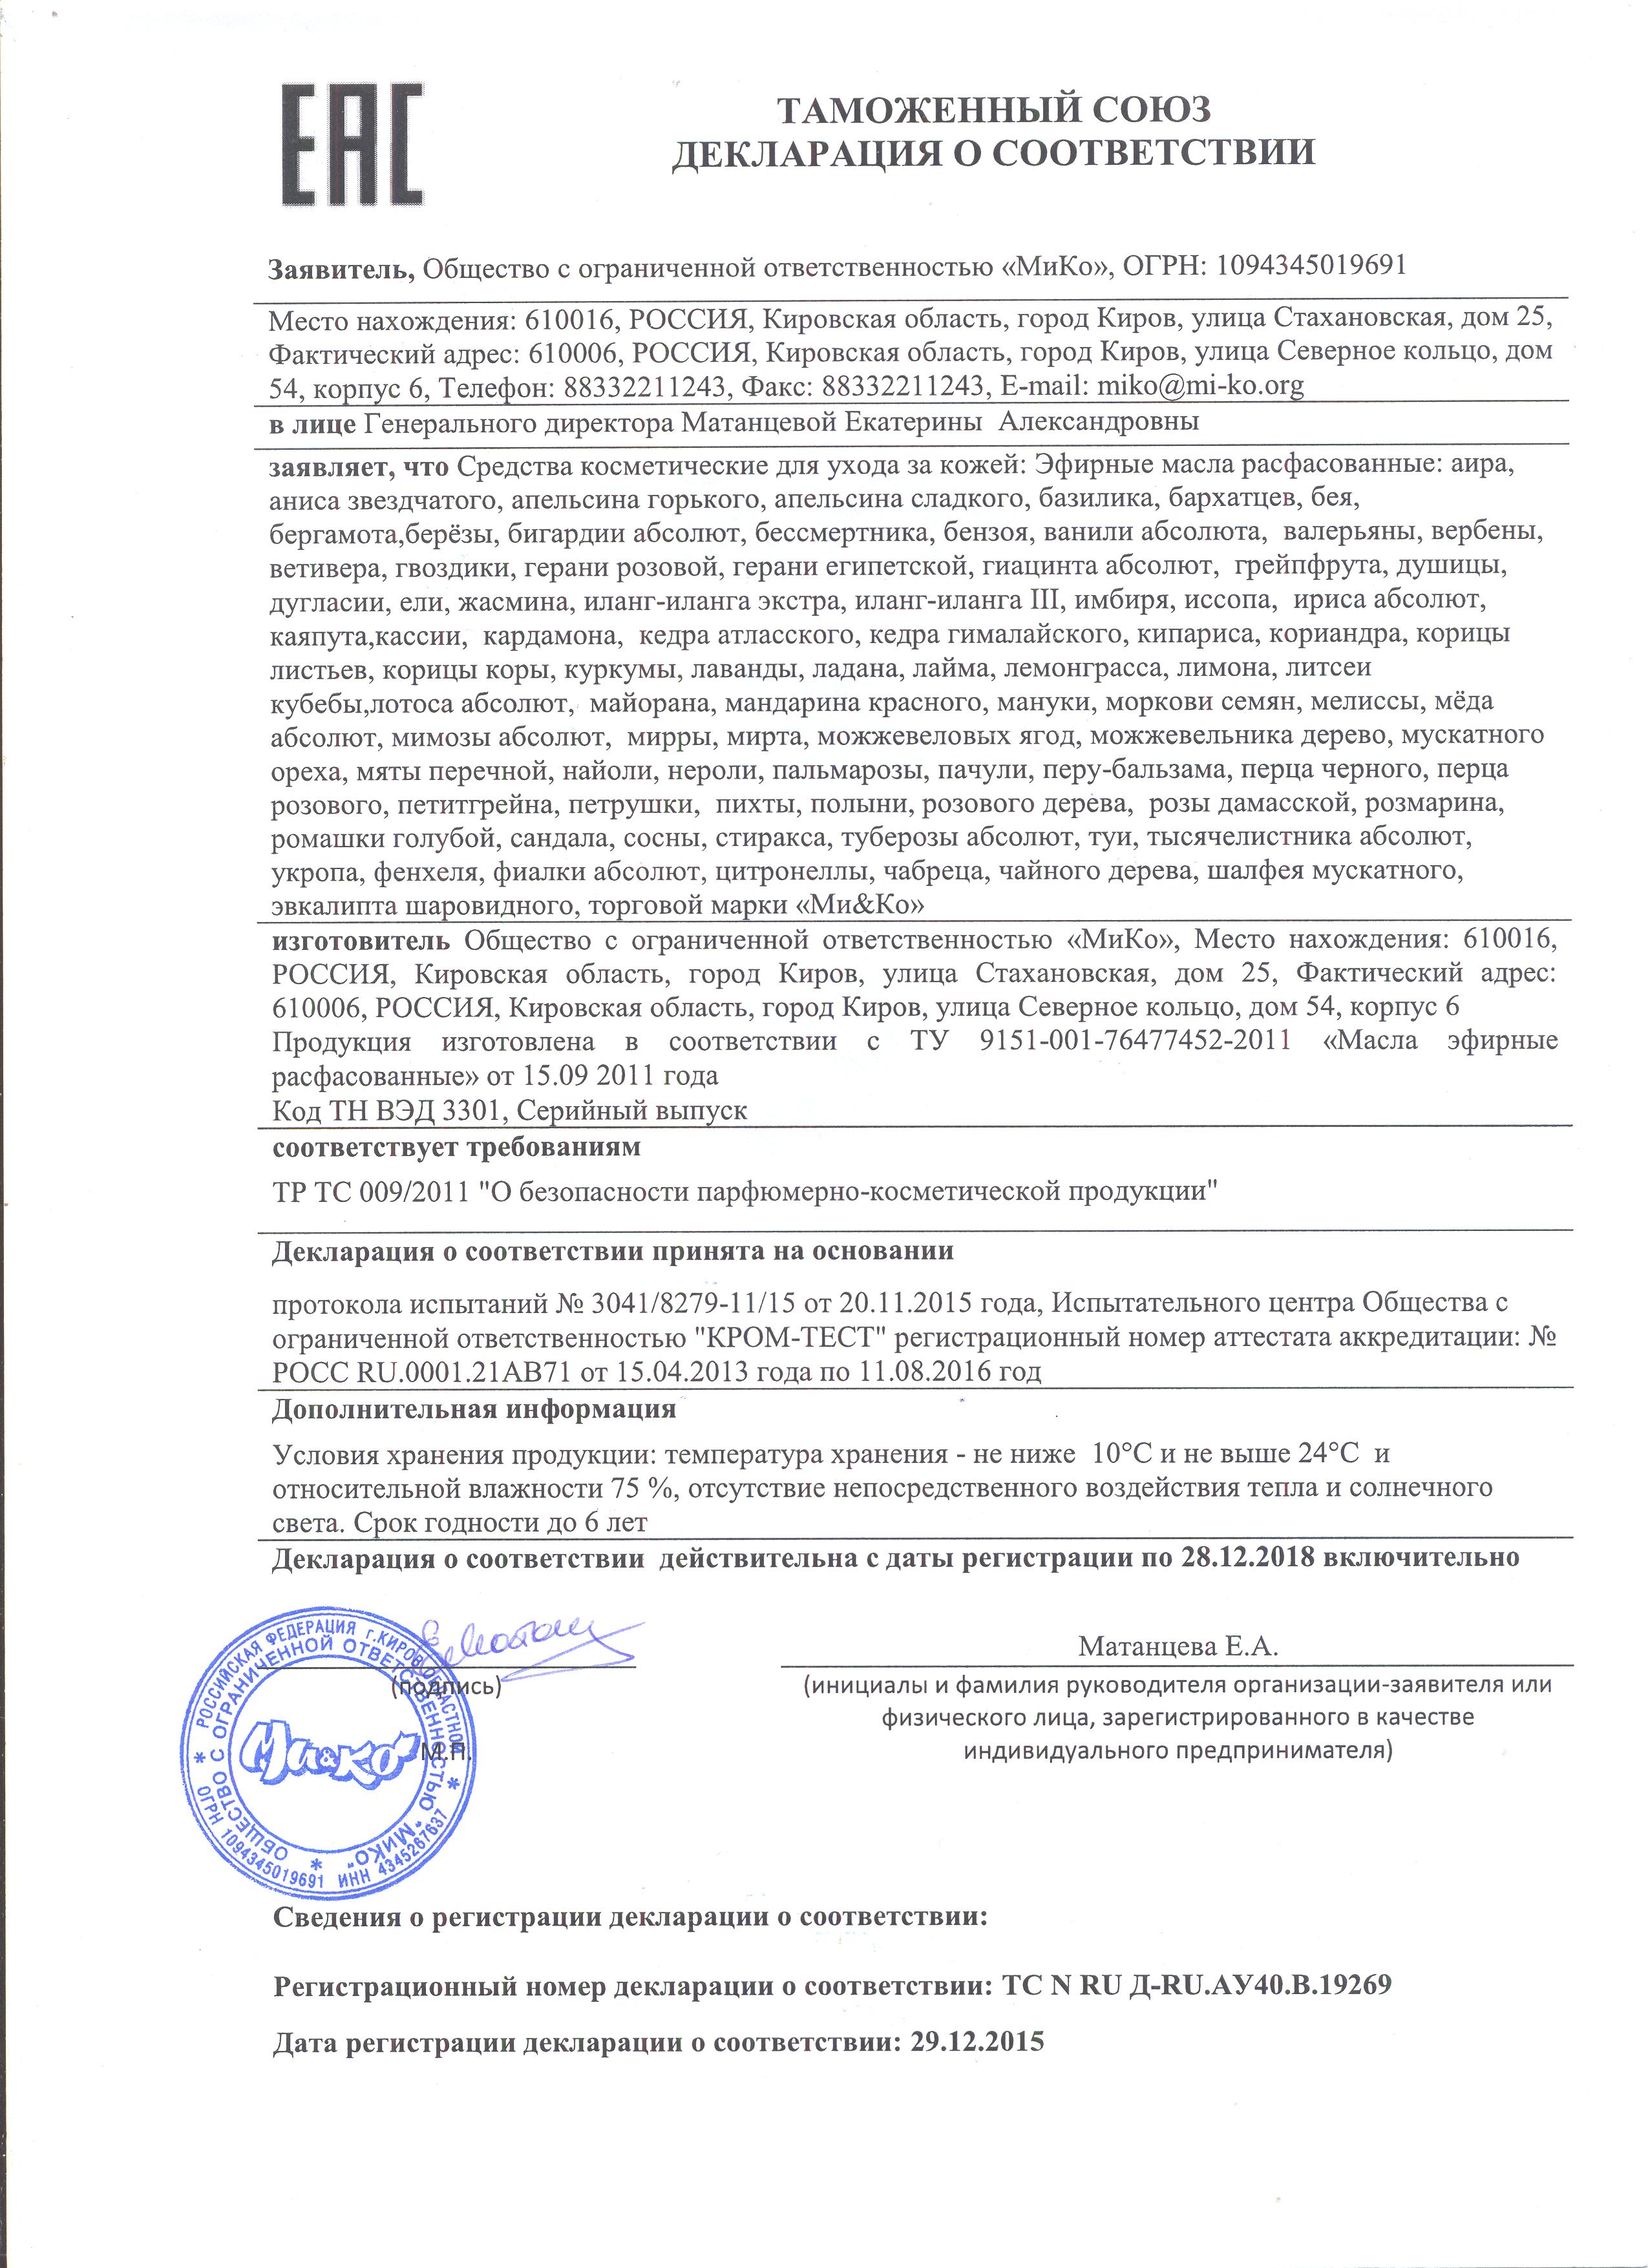 ЕАС
ТАМОЖЕННЫЙ СОЮЗ
ДЕКЛАРАЦИЯ О СООТВЕТСТВИИ
Заявитель, Общество с ограниченной ответственностью «МиКо», ОГРН: 1094345019691
Место нахождения: 610016, РОССИЯ, Кировская область, город Киров, улица Стахановская, дом 25,
Фактический адрес: 610006, РОССИЯ, Кировская область, город Киров, улица Северное кольцо, дом
54, корпус 6, Телефон: 88332211243, Факс: 88332211243, E-mail: miko@mi-ko.org
в лице Генерального директора Матанцевой Екатерины Александровны
заявляет, что Средства косметические для ухода за кожей: Эфирные масла расфасованные: аира,
аниса звездчатого, апельсина горького, апельсина сладкого, базилика, бархатцев, бея,
бергамота,берёзы, бигардии абсолют, бессмертника, бензоя, ванили абсолюта, валерьяны, вербены,
ветивера, гвоздики, герани розовой, герани египетской, гиацинта абсолют, грейпфрута, душицы,
дугласии, ели, жасмина, иланг-иланга экстра, иланг-иланга III, имбиря, иссопа, ириса абсолют,
каяпута,кассии, кардамона, кедра атласского, кедра гималайского, кипариса, кориандра, корицы
листьев, корицы коры, куркумы, лаванды, ладана, лайма, лемонграсса, лимона, литсеи
кубебы,лотоса абсолют, майорана, мандарина красного, мануки, моркови семян, мелиссы, мёда
абсолют, мимозы абсолют, мирры, мирта, можжевеловых ягод, можжевельника дерево, мускатного
ореха, мяты перечной, найоли, нероли, пальмарозы, пачули, перу-бальзама, перца черного, перца
розового, петитгрейна, петрушки, пихты, полыни, розового дерева, розы дамасской, розмарина,
ромашки голубой, сандала, сосны, стиракса, туберозы абсолют, туи, тысячелистника абсолют,
укропа, фенхеля, фиалки абсолют, цитронеллы, чабреца, чайного дерева, шалфея мускатного,
эвкалипта шаровидного, торговой марки «Ми&Ко»
изготовитель Общество с ограниченной ответственностью «МиКо», Место нахождения: 610016,
РОССИЯ, Кировская область, город Киров, улица Стахановская, дом 25, Фактический адрес:
610006, РОССИЯ, Кировская область, город Киров, улица Северное кольцо, дом 54, корпус 6
Продукция изготовлена в соответствии с ТУ 9151-001-76477452-2011 «Масла эфирные
расфасованные» от 15.09 2011 года
Код ТН ВЭД 3301, Серийный выпуск
соответствует требованиям
ТР ТС 009/2011 "О безопасности парфюмерно-косметической продукции"
Декларация о соответствии принята на основании
протокола испытаний № 3041/8279-11/15 от 20.11.2015 года, Испытательного центра Общества с
ограниченной ответственностью "КРОМ-ТЕСТ" регистрационный номер аттестата аккредитации: №
РОСС RU.0001.21АВ71 от 15.04.2013 года по 11.08.2016 год
Дополнительная информация
Условия хранения продукции: температура хранения - не ниже 10°С и не выше 24°С и
относительной влажности 75 %, отсутствие непосредственного воздействия тепла и солнечного
света. Срок годности до 6 лет
Декларация о соответствии действительна с даты регистрации по 28.12.2018 включительно
Матанцева Е.А.
(подпись)
(инициалы и фамилия руководителя организации-заявителя или
физического лица, зарегистрированного в качестве
индивидуального предпринимателя)
М.п.
РОССИЙСКАЯ ФЕДЕРАЦИЯ г.КИРОВ ОБЛАСТНОЙ
ОБЩЕСТВО С ОГРАНИЧЕННОЙ ОТВЕТСТВЕННОСТЬЮ "МИКО"
Ми&Ко
ОГРН 1094345019691 ИНН 4345267637
Сведения о регистрации декларации о соответствии:
Регистрационный номер декларации о соответствии: ТС N RU Д-RU.АУ40.В.19269
Дата регистрации декларации о соответствии: 29.12.2015